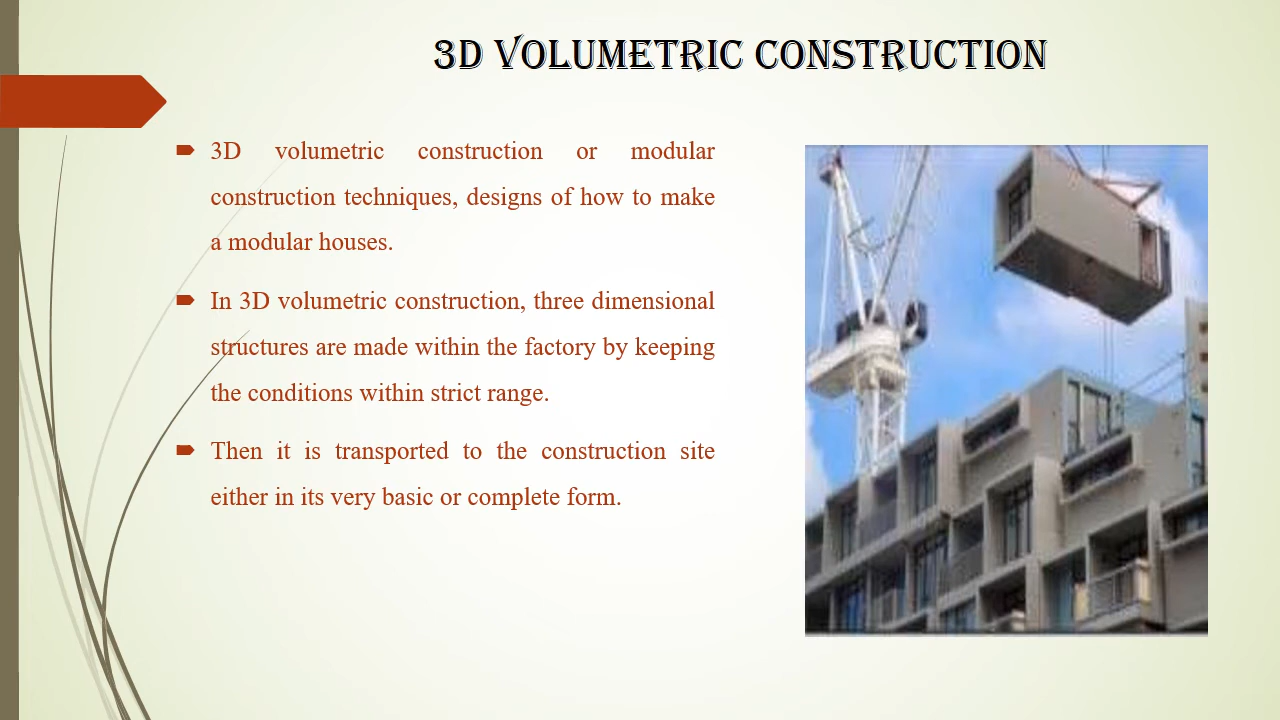 3D VOLUMETRIC CONSTRUCTION
3D volumetric construction or modular
construction techniques, designs of how to make
a modular houses.
In 3D volumetric construction, three dimensional
structures are made within the factory by keeping
the conditions within strict range.
Then it is transported to the construction site
either in its very basic or complete form.